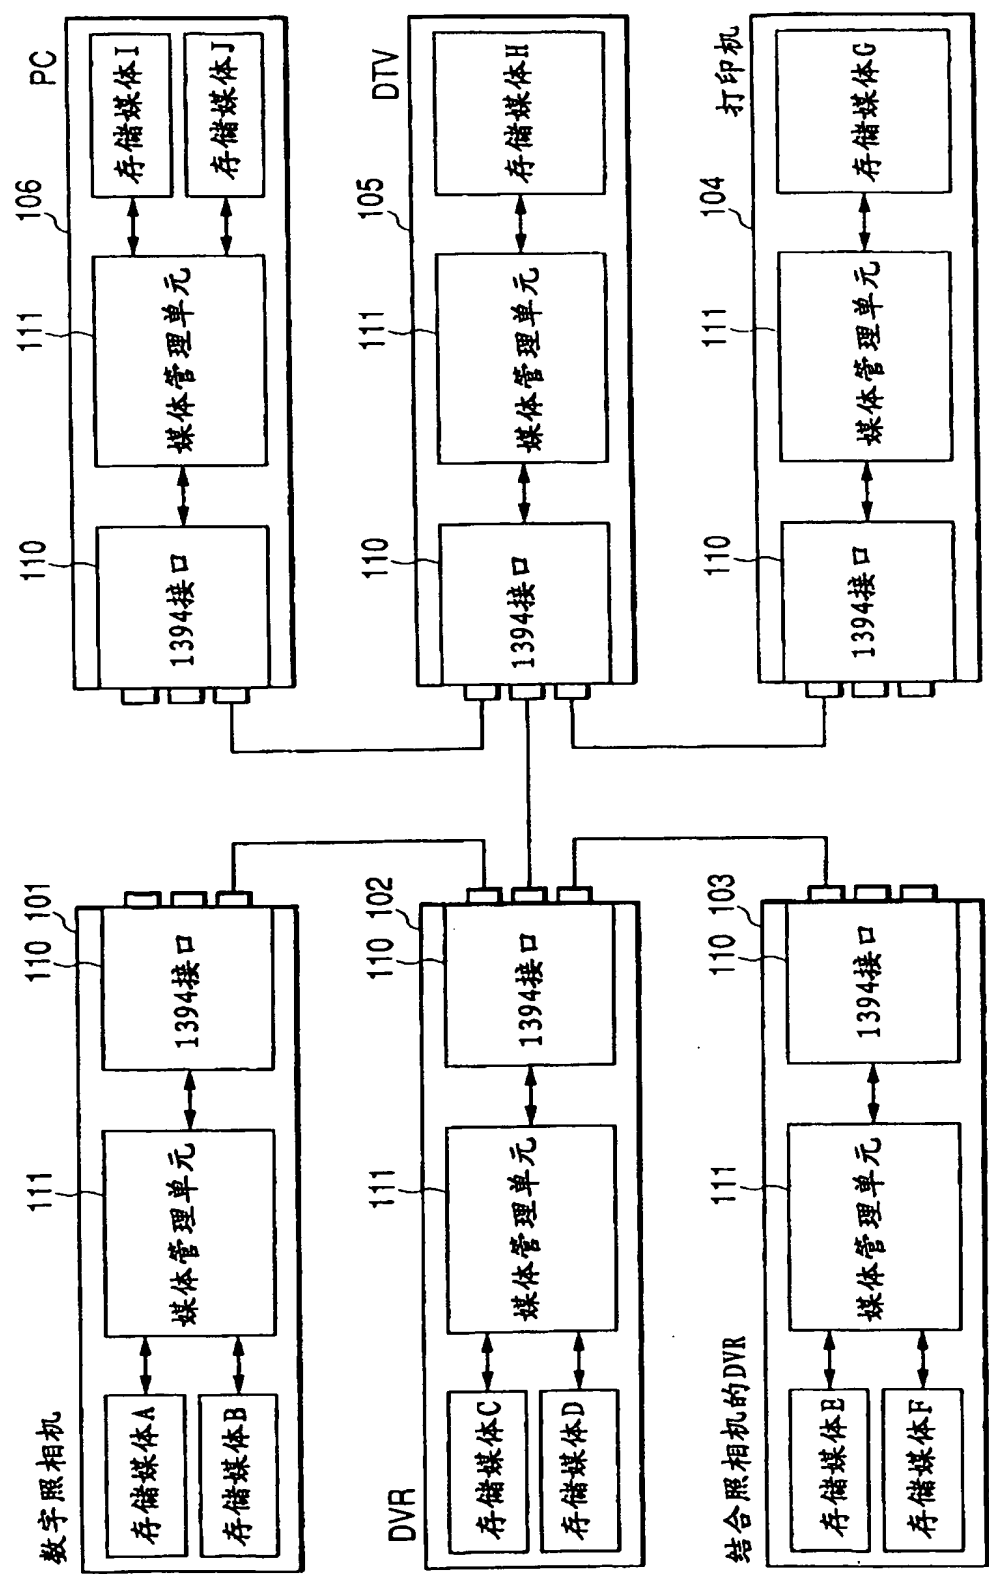 数字照相机
101
存储媒体A
存储媒体B
111
媒体管理单元
110
1394接口
DVR
102
存储媒体C
存储媒体D
111
媒体管理单元
110
1394接口
结合照相机的DVR
103
存储媒体E
存储媒体F
111
媒体管理单元
110
1394接口
PC
106
110
1394接口
111
媒体管理单元
存储媒体I
存储媒体J
DTV
105
110
1394接口
111
媒体管理单元
存储媒体H
打印机
104
110
1394接口
111
媒体管理单元
存储媒体G